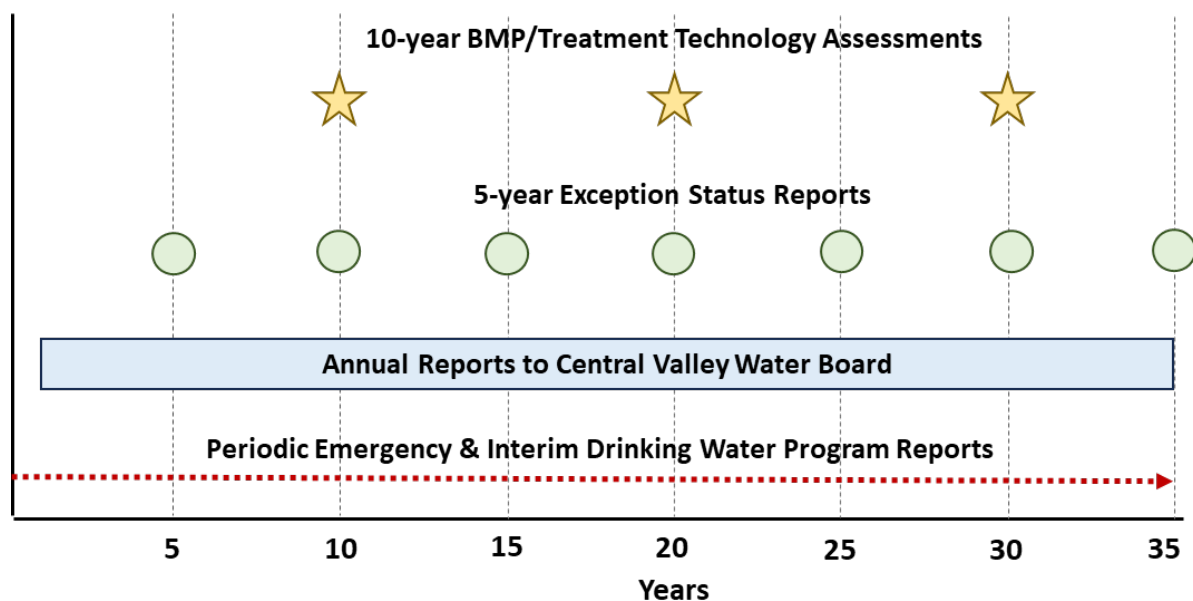 10-year BMP/Treatment Technology Assessments
5-year Exception Status Reports
Annual Reports to Central Valley Water Board
Periodic Emergency & Interim Drinking Water Program Reports
5 10 15 20 25 30 35
Years